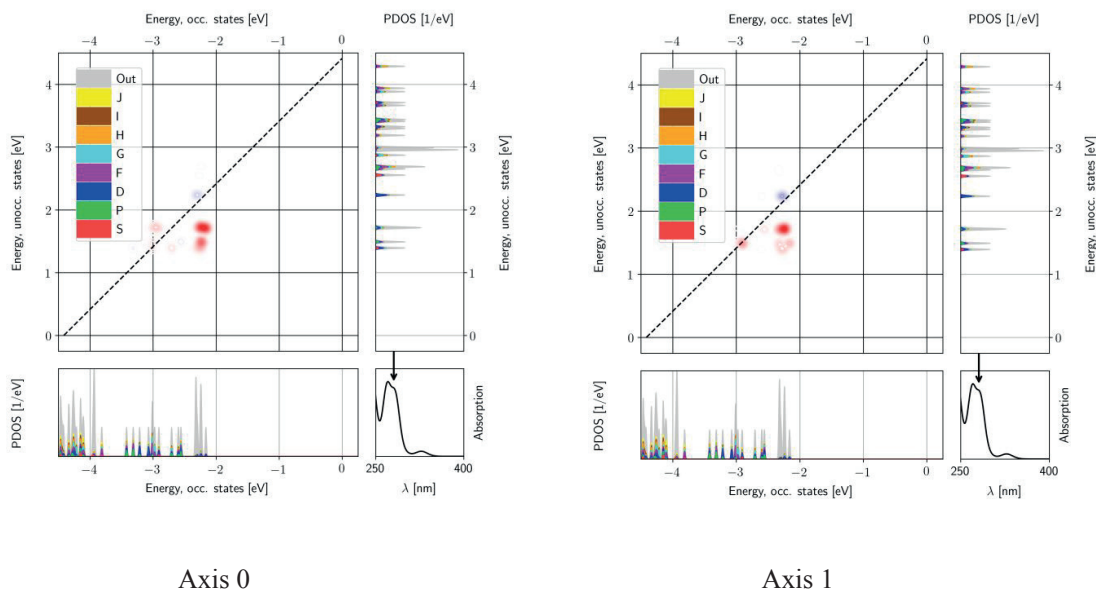 Energy, occ. states [eV]
−4 −3 −2 −1 0
PDOS [1/eV]
Energy, unocc. states [eV]
4
3
2
1
0
Out
J
I
H
G
F
D
P
S
4
3
2
1
0
Energy, unocc. states [eV]
PDOS [1/eV]
−4 −3 −2 −1 0
Energy, occ. states [eV]
250 400
λ [nm]
Absorption
Axis 0
Energy, occ. states [eV]
−4 −3 −2 −1 0
PDOS [1/eV]
Energy, unocc. states [eV]
4
3
2
1
0
Out
J
I
H
G
F
D
P
S
4
3
2
1
0
Energy, unocc. states [eV]
PDOS [1/eV]
−4 −3 −2 −1 0
Energy, occ. states [eV]
250 400
λ [nm]
Absorption
Axis 1